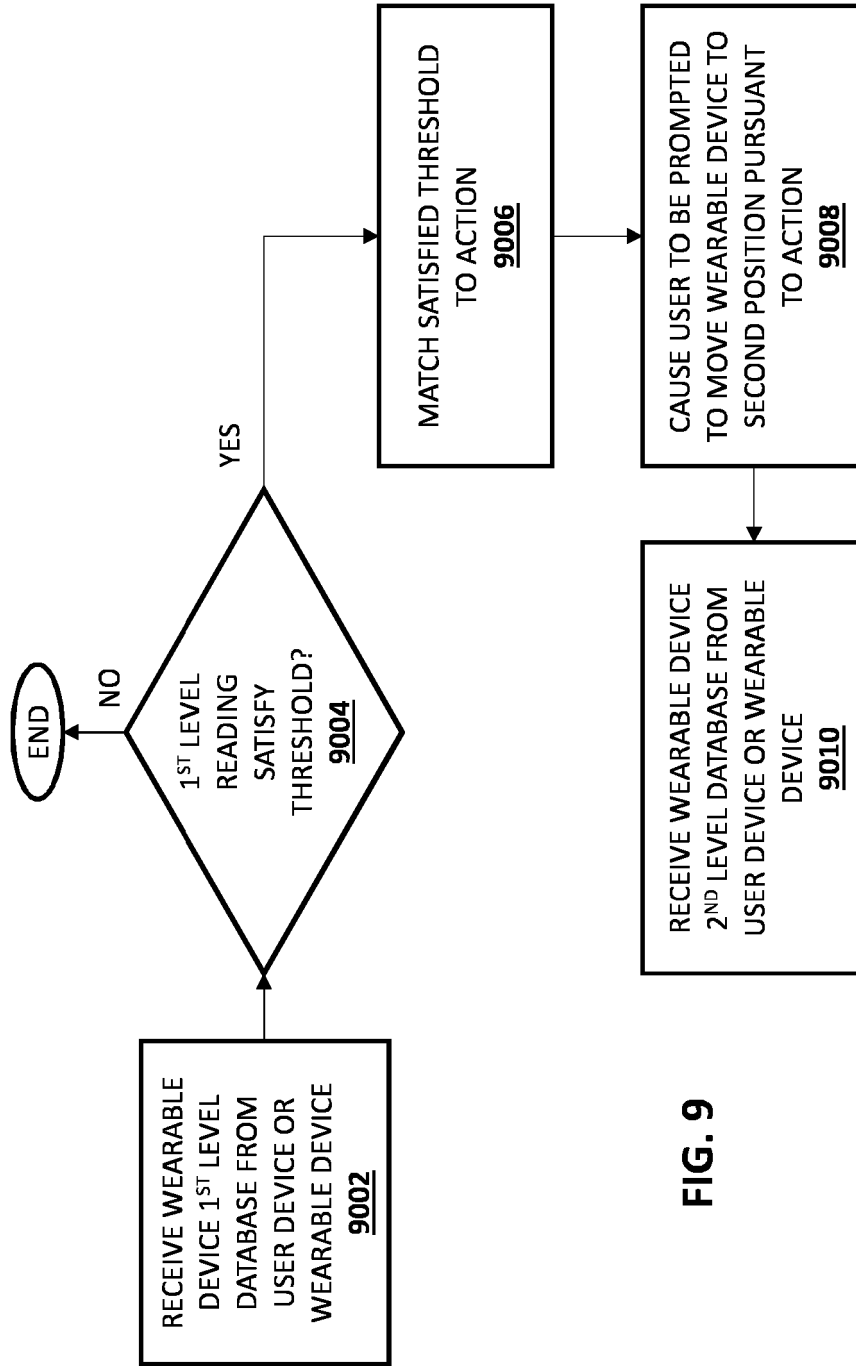 RECEIVE WEARABLE
DEVICE 1ST LEVEL
DATABASE FROM
USER DEVICE OR
WEARABLE DEVICE
9002
1ST LEVEL
READING
SATISFY
THRESHOLD?
9004
NO
END
YES
MATCH SATISFIED THRESHOLD
TO ACTION
9006
CAUSE USER TO BE PROMPTED
TO MOVE WEARABLE DEVICE TO
SECOND POSITION PURSUANT
TO ACTION
9008
RECEIVE WEARABLE DEVICE
2ND LEVEL DATABASE FROM
USER DEVICE OR WEARABLE
DEVICE
9010
FIG. 9